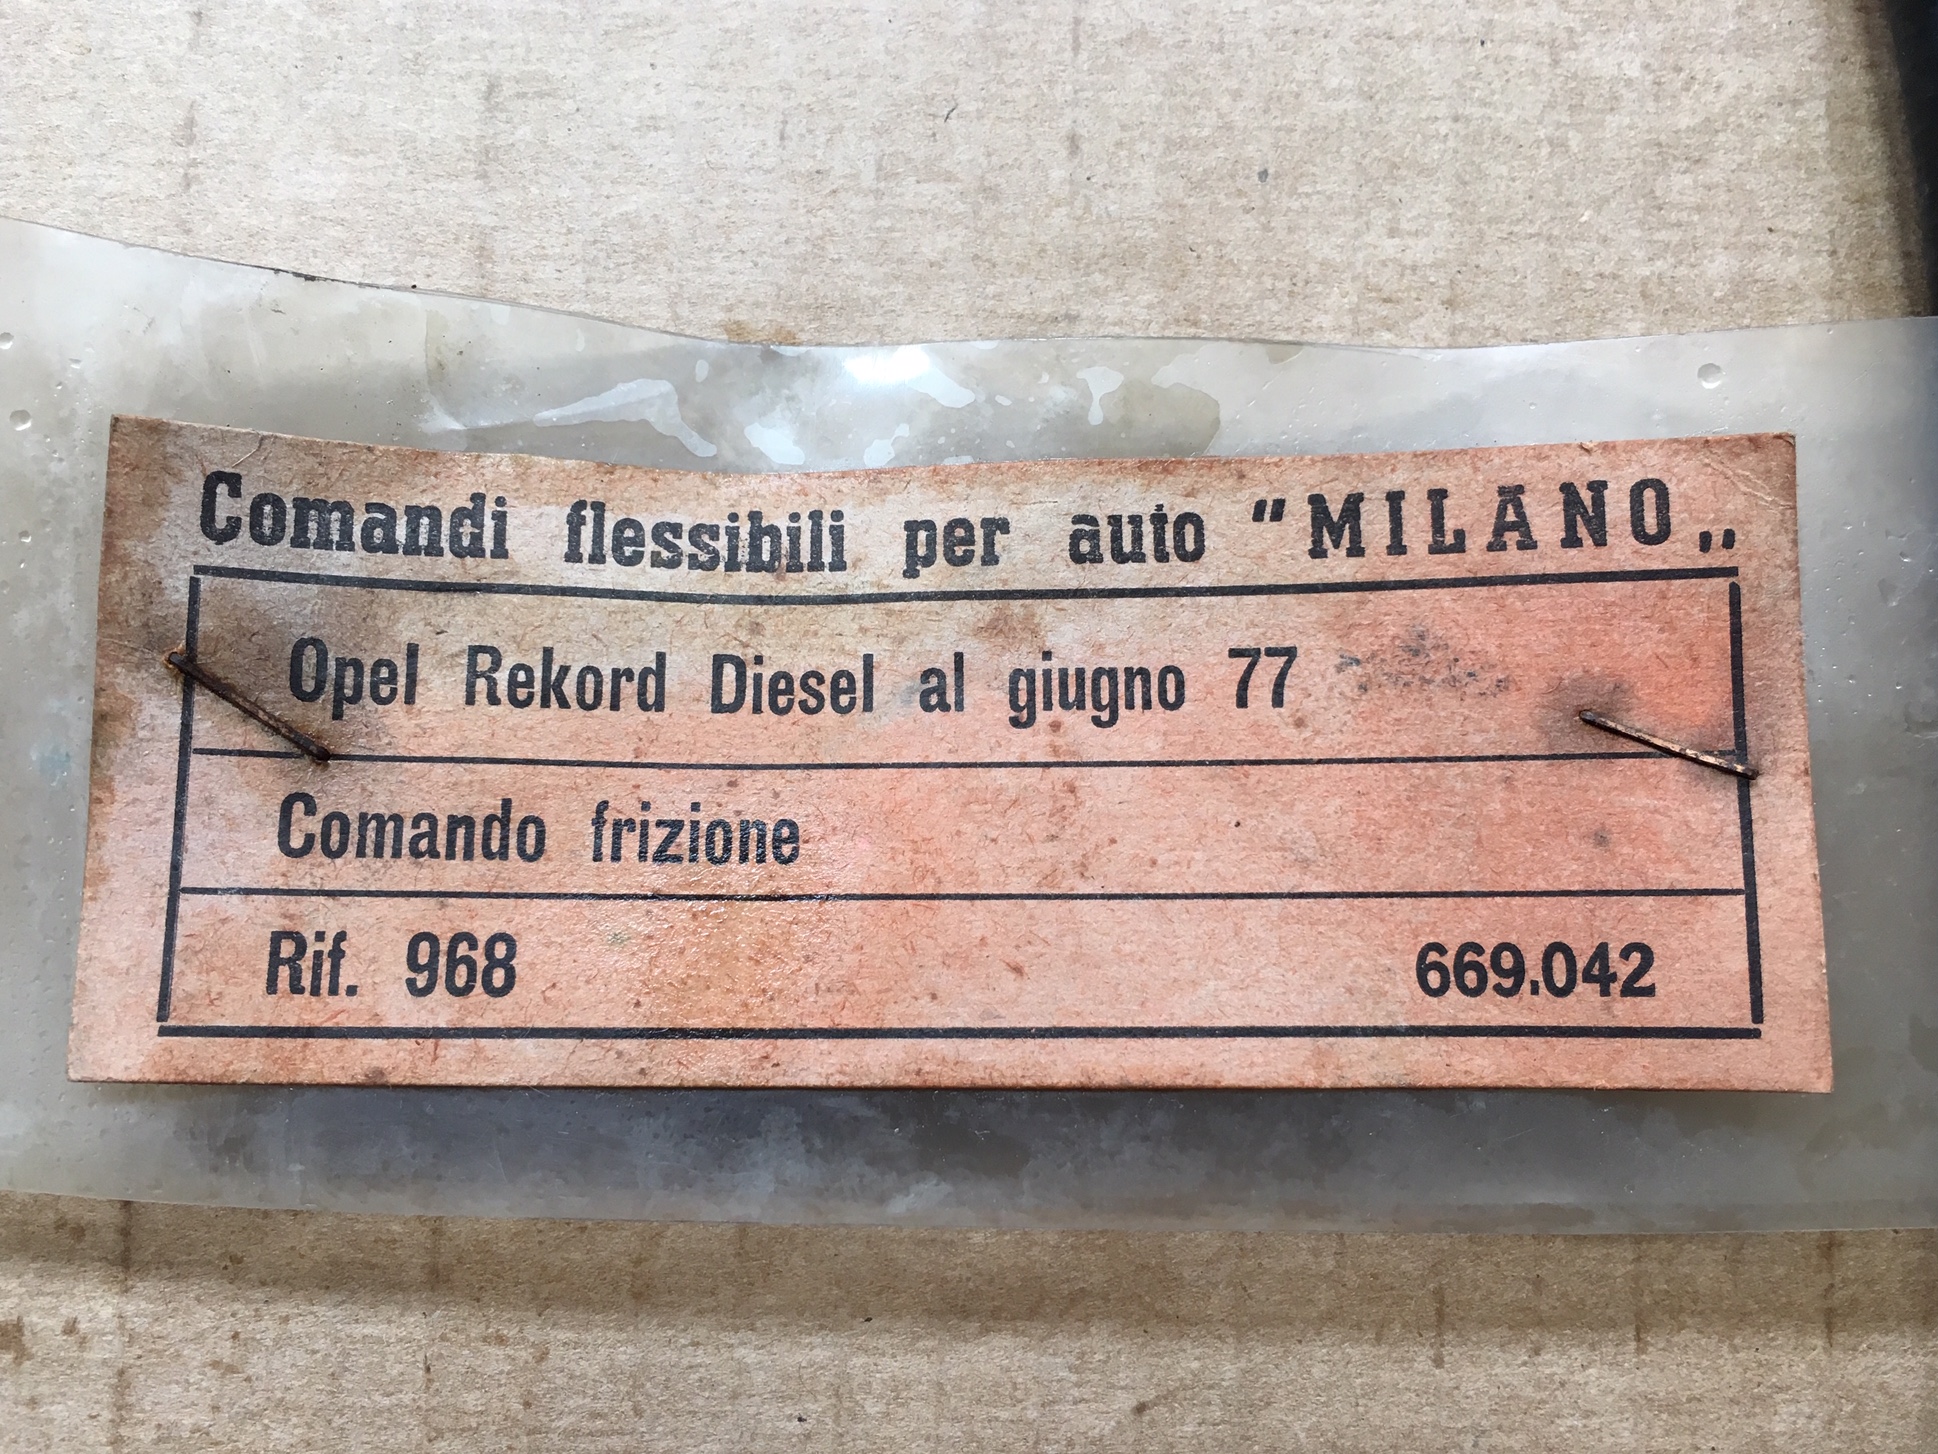 Comandi flessibili per auto "MILANO„
Opel Rekord Diesel al giugno 77
Comando frizione
Rif. 968 669.042